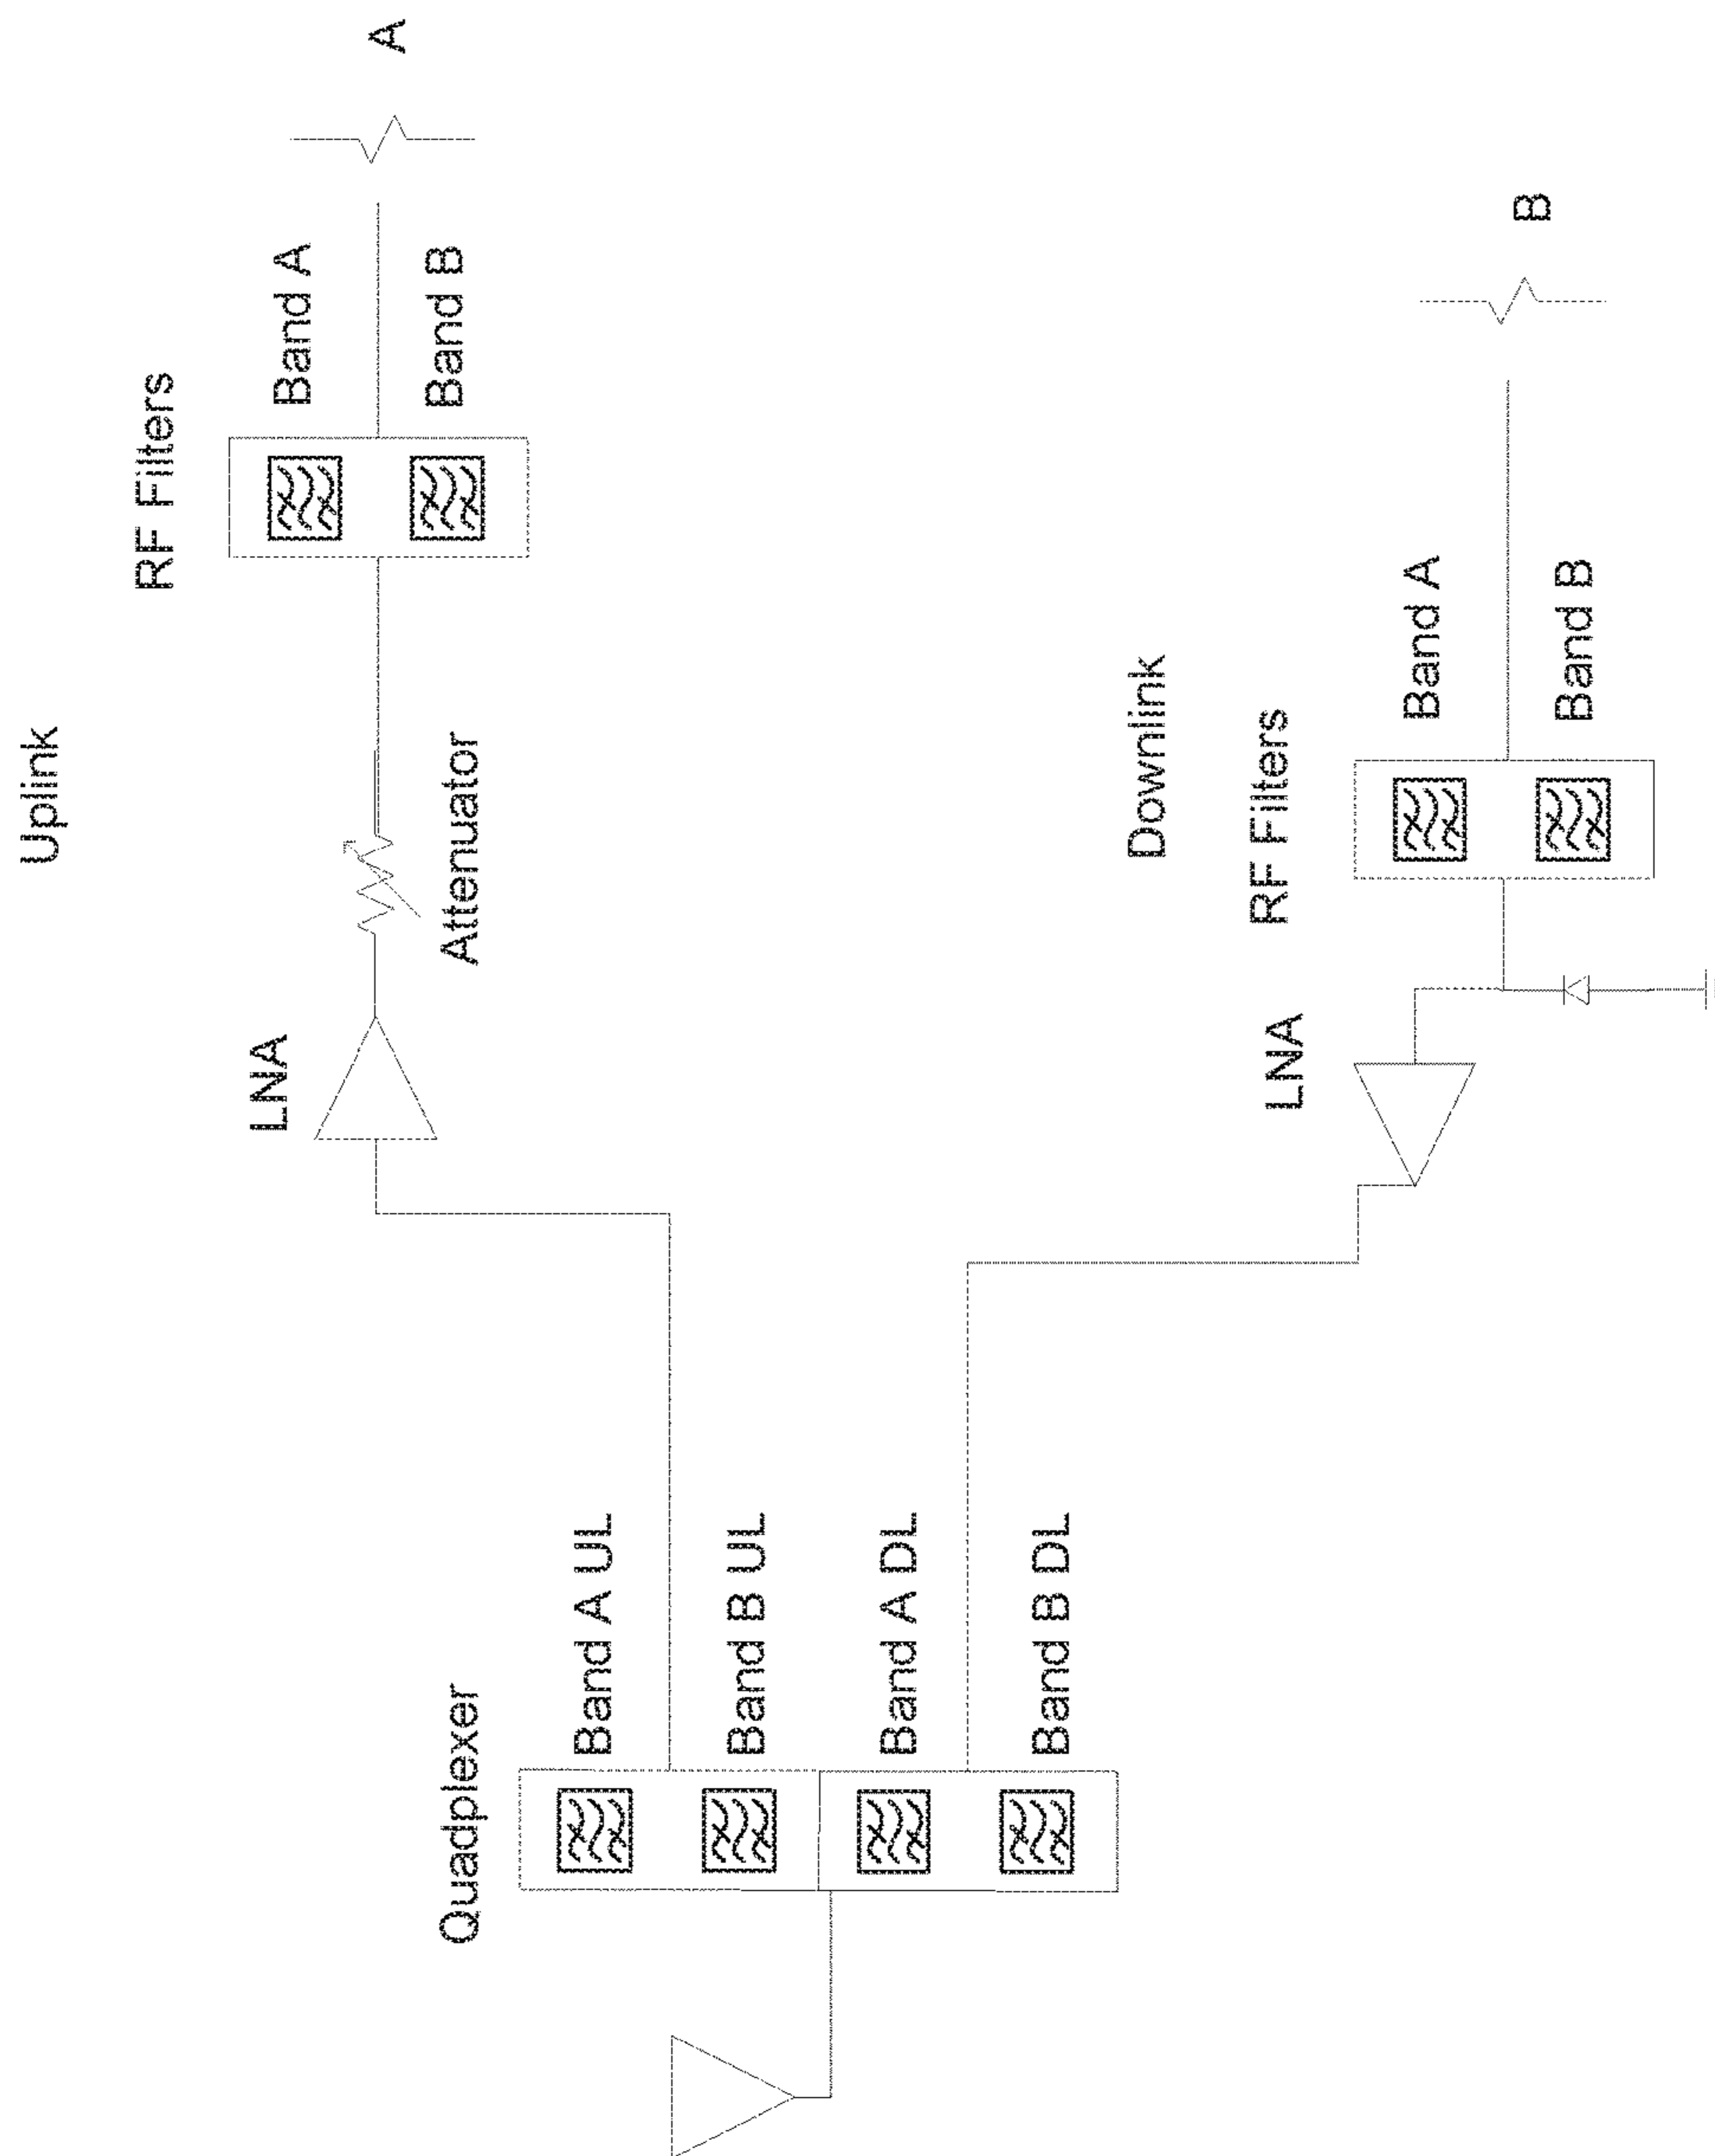 Uplink
RF Filters
A
LNA
Band A
Attenuator
Band B
Quadplexer
Band A UL
Band B UL
Band A DL
Band B DL
Downlink
RF Filters
LNA
Band A
B
Band B